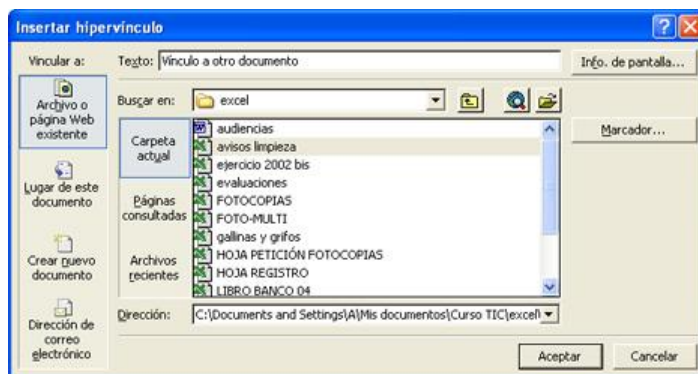 Insertar hipervínculo
Vincular a:
Texto: Vínculo a otro documento
Info. de pantalla...
Archivo o
página Web
existente
Buscar en: excel
Carpeta
actual
audiencias
avisos limpieza
ejercicio 2002 bis
evaluaciones
FOTOCOPIAS
FOTO-MULTI
gallinas y grifos
HOJA PETICIÓN FOTOCOPIAS
HOJA REGISTRO
LIBRO BANCO 04
Marcador...
Lugar de este
documento
Páginas
consultadas
Crear nuevo
documento
Archivos
recientes
Dirección de
correo
electrónico
Dirección: C:\Documents and Settings\A\Mis documentos\Curso TIC\excel\
Aceptar
Cancelar